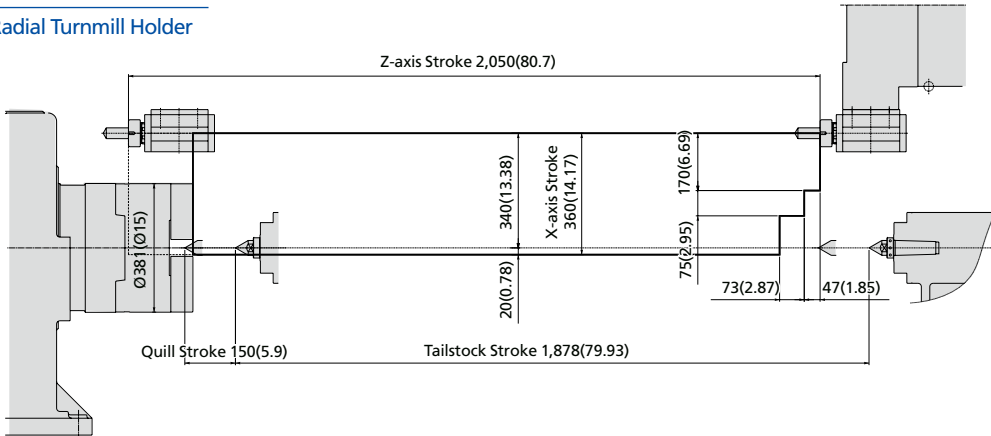 Radial Turnmill Holder
Z-axis Stroke 2,050(80.7)
340(13.38)
X-axis Stroke
360(14.17)
170(6.69)
Ø381(Ø15)
20(0.78)
75(2.95)
73(2.87)
47(1.85)
Quill Stroke 150(5.9)
Tailstock Stroke 1,878(79.93)